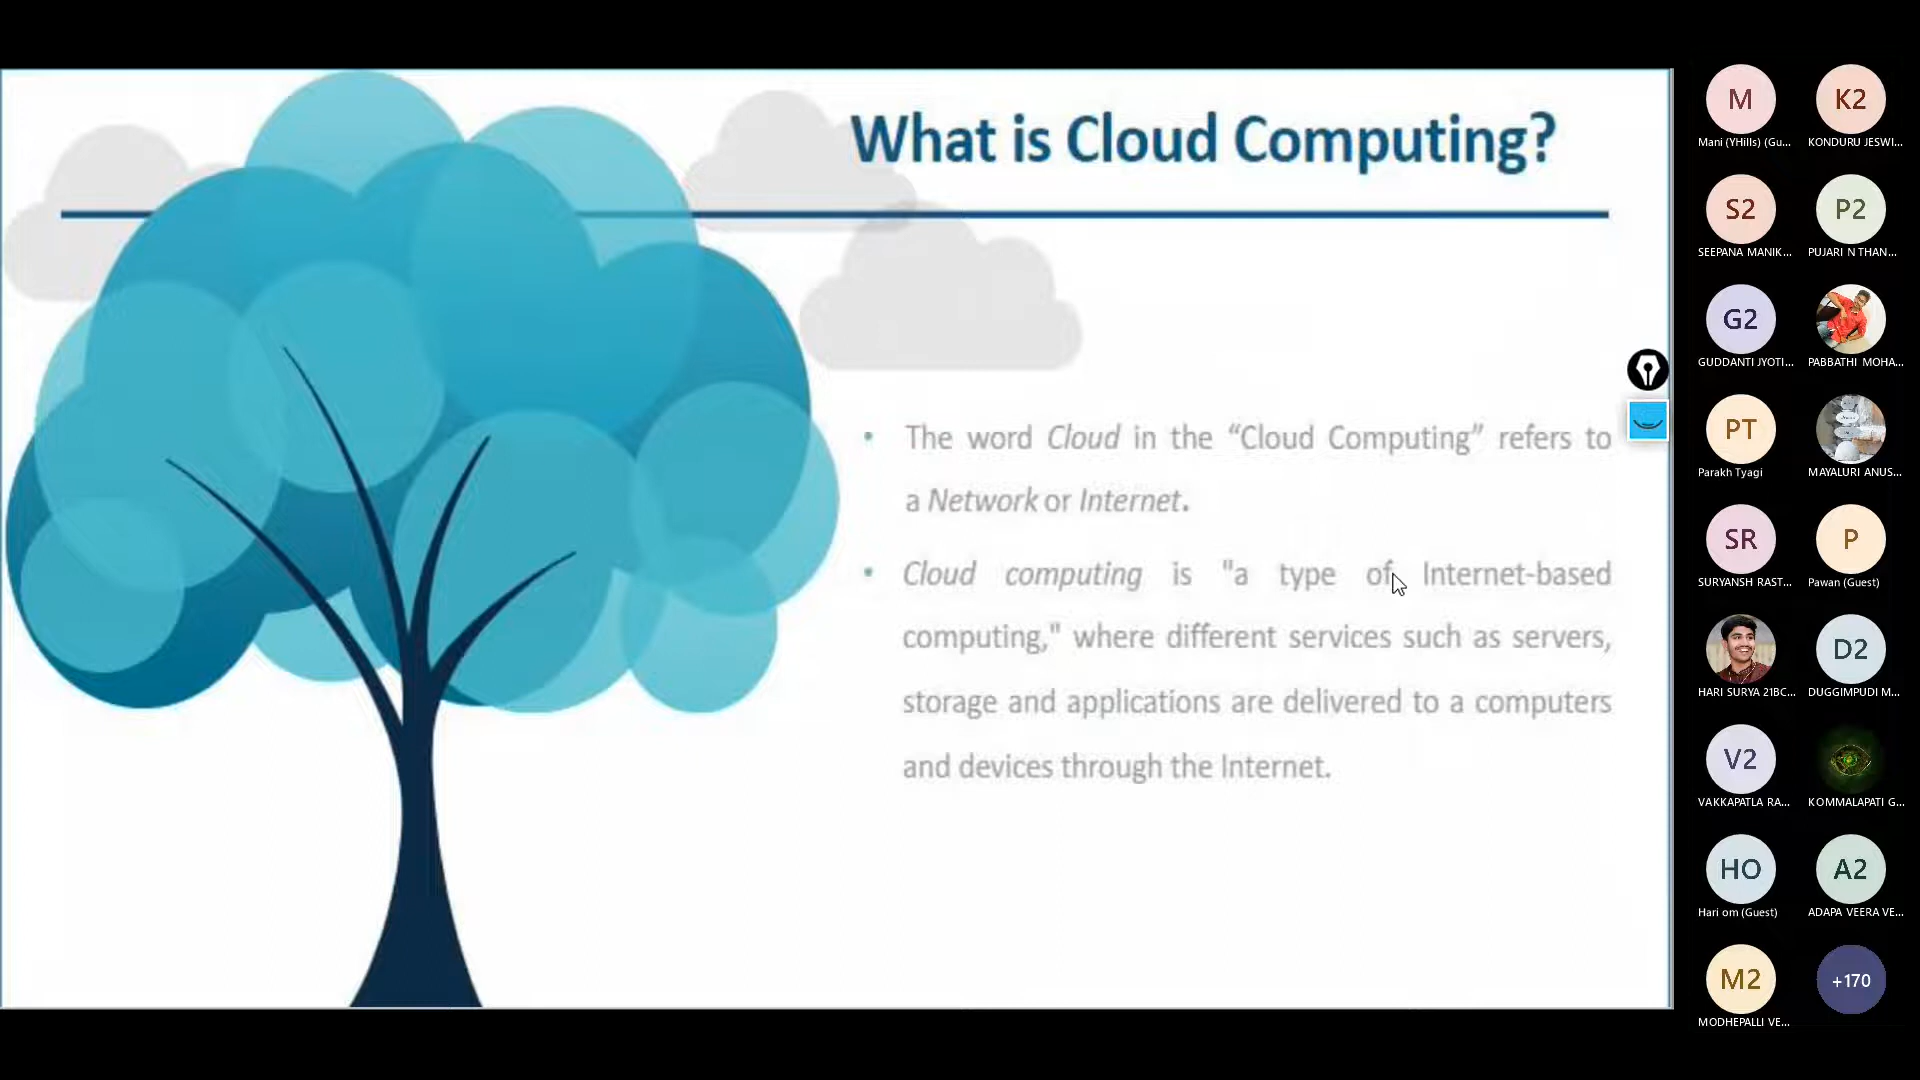 What is Cloud Computing?
• The word Cloud in the “Cloud Computing” refers to
a Network or Internet.
• Cloud computing is "a type of Internet-based
computing," where different services such as servers,
storage and applications are delivered to a computers
and devices through the Internet.
M K2
Mani (YHills) (Gu... KONDURU JESWI...
S2 P2
SEEPANA MANIK... PUJARI N THAN...
G2
GUDDANTI JYOTI... PABBATHI MOHA...
PT
Parakh Tyagi MAYALURI ANUS...
SR P
SURYANSH RAST... Pawan (Guest)
D2
HARI SURYA 21BC... DUGGIMPUDI M...
V2
VAKKAPATLA RA... KOMMALAPATI G...
HO A2
Hari om (Guest) ADAPA VEERA VE...
M2 +170
MODHEPALLI VE...